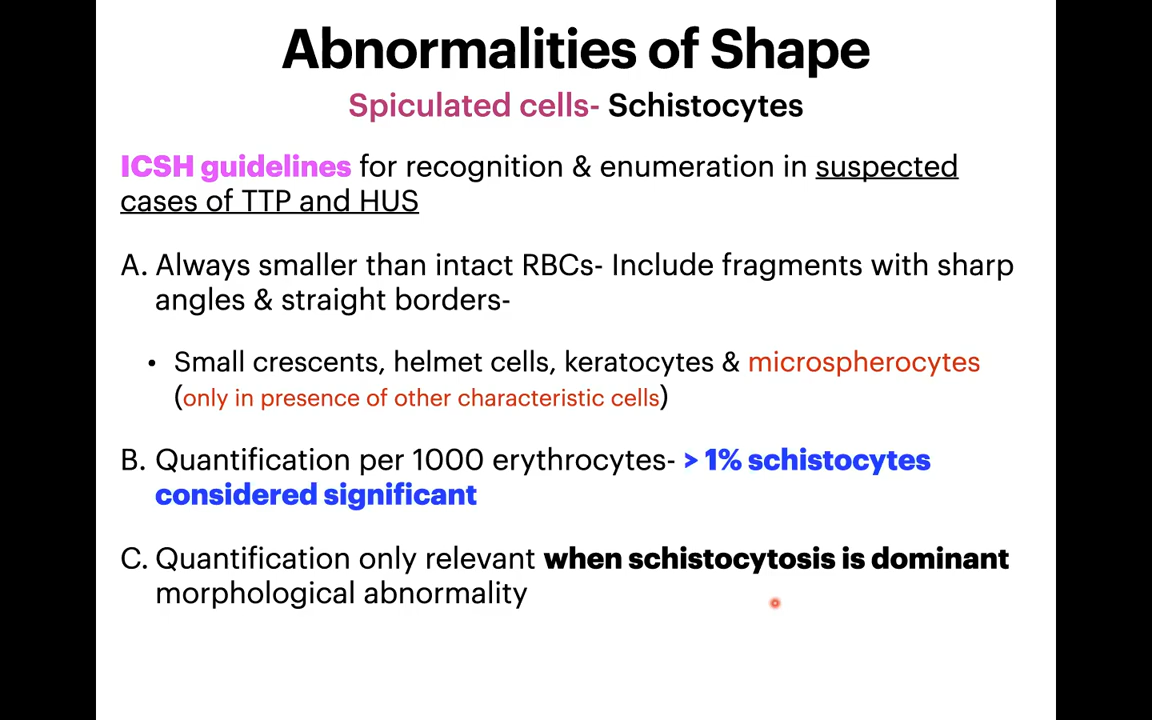 Abnormalities of Shape
Spiculated cells- Schistocytes
ICSH guidelines for recognition & enumeration in suspected
cases of TTP and HUS
A. Always smaller than intact RBCs- Include fragments with sharp
angles & straight borders-
• Small crescents, helmet cells, keratocytes & microspherocytes
(only in presence of other characteristic cells)
B. Quantification per 1000 erythrocytes- > 1% schistocytes
considered significant
C. Quantification only relevant when schistocytosis is dominant
morphological abnormality